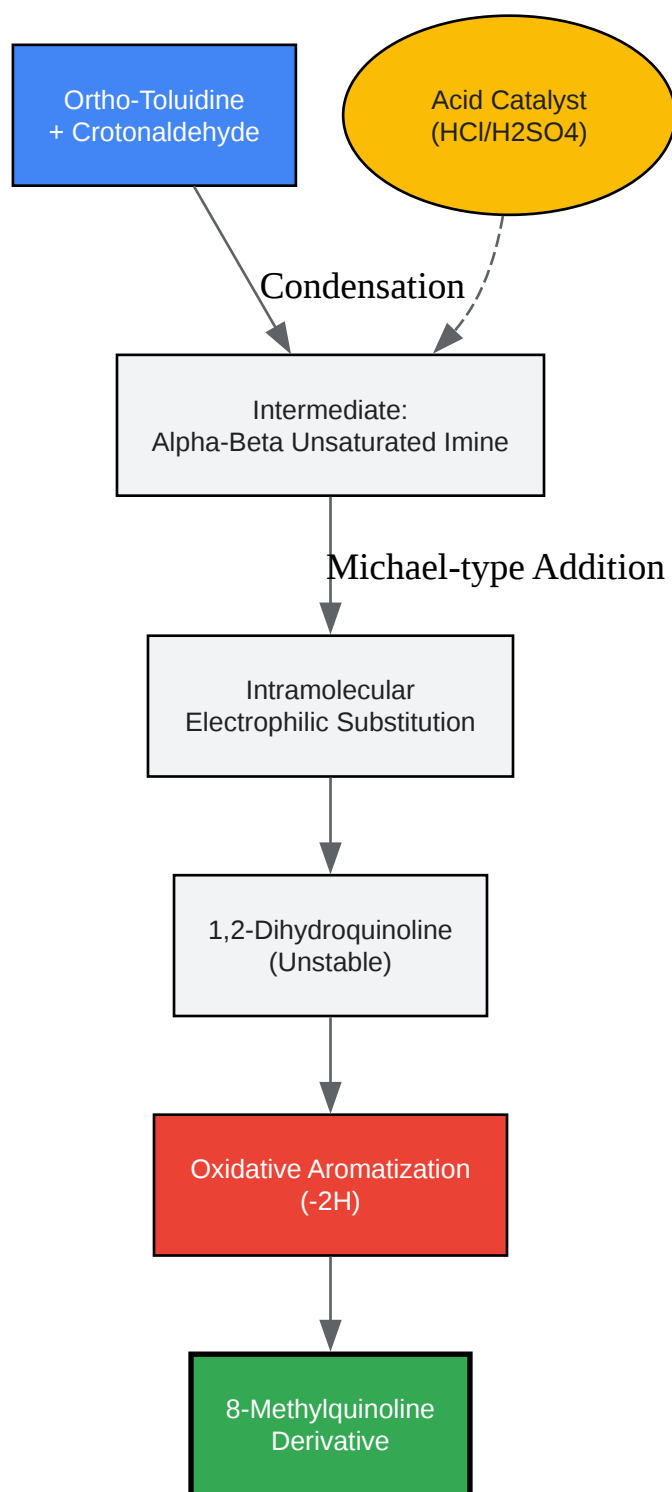 Ortho-Toluidine
+ Crotonaldehyde
Acid Catalyst
(HCl/H2SO4)
Condensation
Intermediate:
Alpha-Beta Unsaturated Imine
Michael-type Addition
Intramolecular
Electrophilic Substitution
1,2-Dihydroquinoline
(Unstable)
Oxidative Aromatization
(-2H)
8-Methylquinoline
Derivative